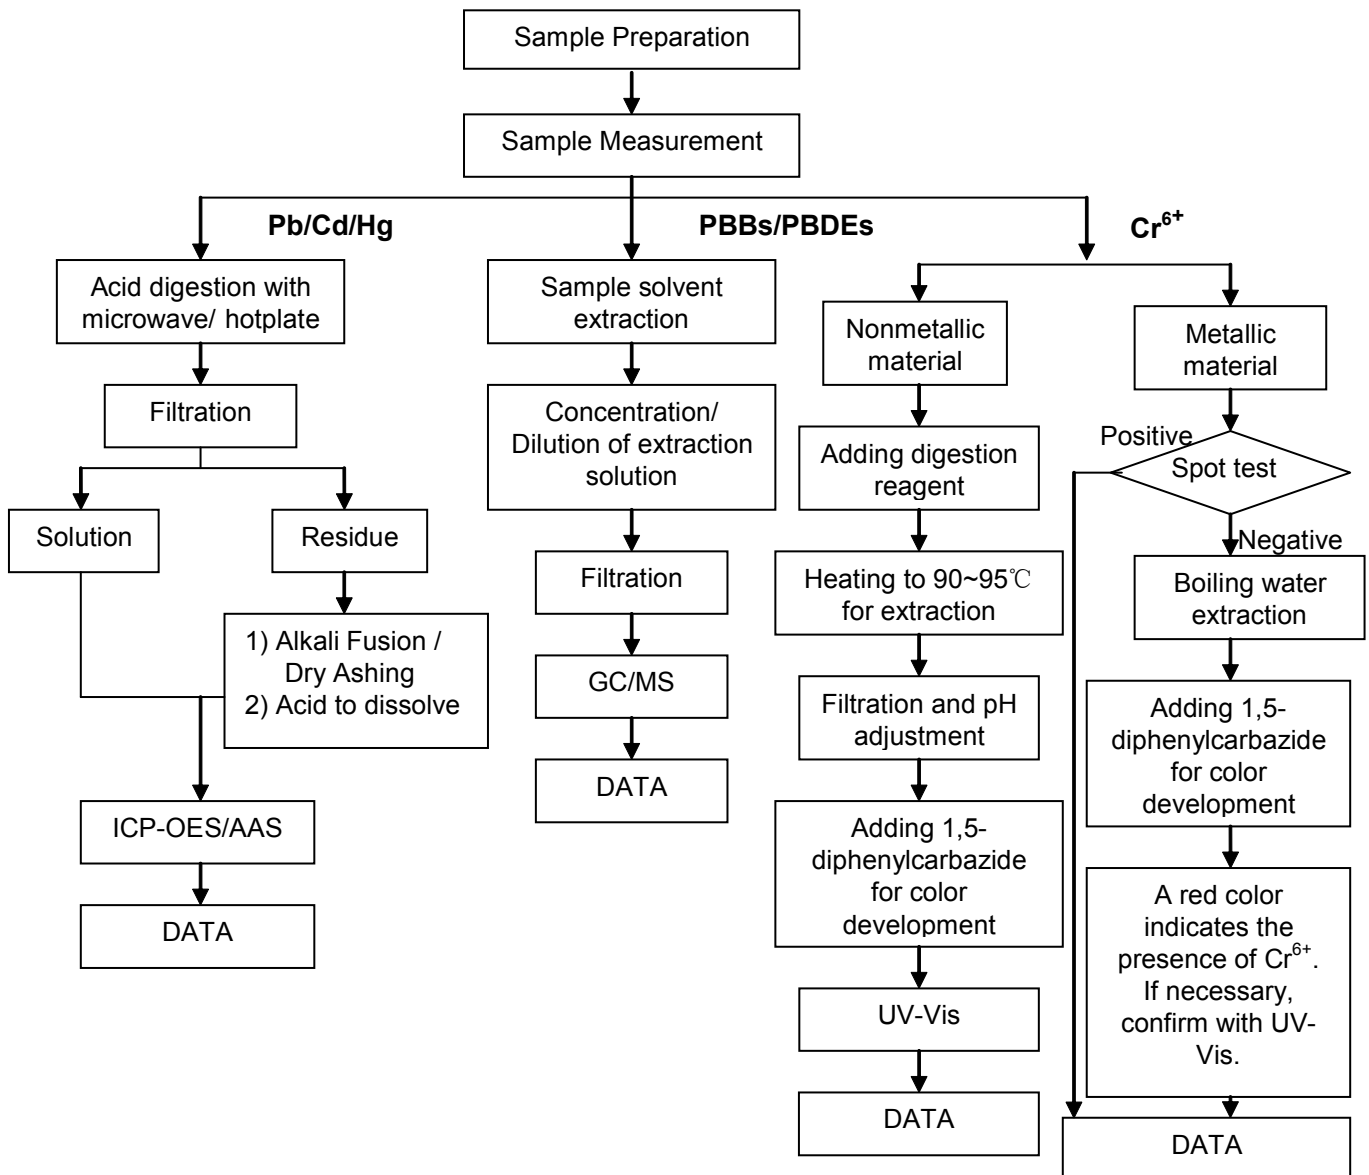 Sample Preparation
Sample Measurement
Pb/Cd/Hg
PBBs/PBDEs
Cr⁶⁺
Acid digestion with
microwave/ hotplate
Filtration
Solution
Residue
1) Alkali Fusion /
Dry Ashing
2) Acid to dissolve
ICP-OES/AAS
DATA
Sample solvent
extraction
Concentration/
Dilution of extraction
solution
Filtration
GC/MS
DATA
Nonmetallic
material
Adding digestion
reagent
Heating to 90~95℃
for extraction
Filtration and pH
adjustment
Adding 1,5-
diphenylcarbazide
for color
development
UV-Vis
DATA
Metallic
material
Positive
Spot test
Negative
Boiling water
extraction
Adding 1,5-
diphenylcarbazide
for color
development
A red color
indicates the
presence of Cr⁶⁺.
If necessary,
confirm with UV-
Vis.
DATA